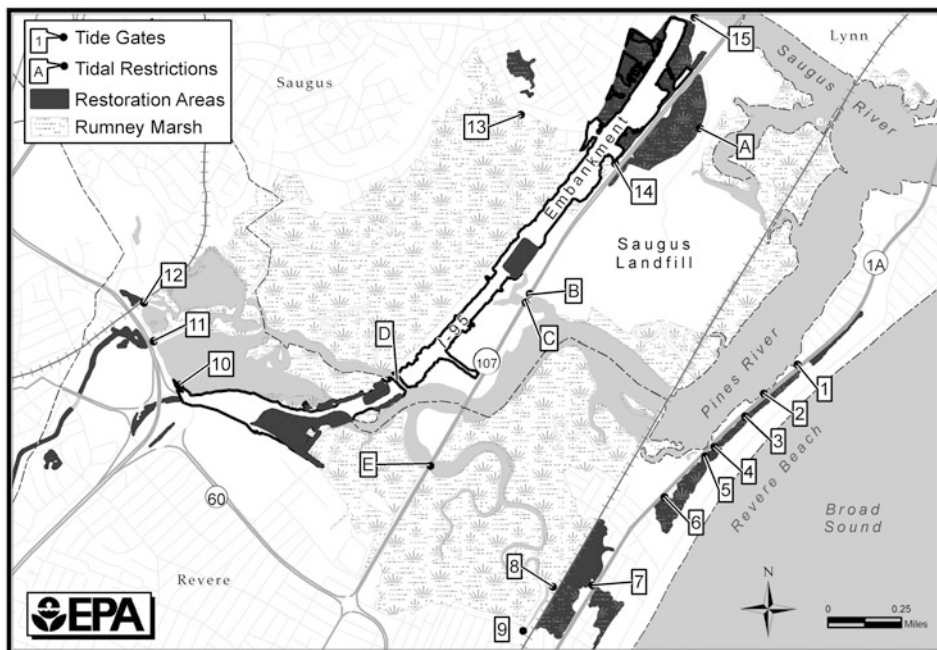 1 Tide Gates
A Tidal Restrictions
Restoration Areas
Rumney Marsh
Saugus
Lynn
Saugus River
15
13
A
14
Embankment
I-95
Saugus
Landfill
1A
12
11
10
B
C
D
107
E
Pines River
1
2
3
4
5
6
Revere Beach
Broad
Sound
60
Revere
8
7
9
EPA
N
0 0.25
Miles